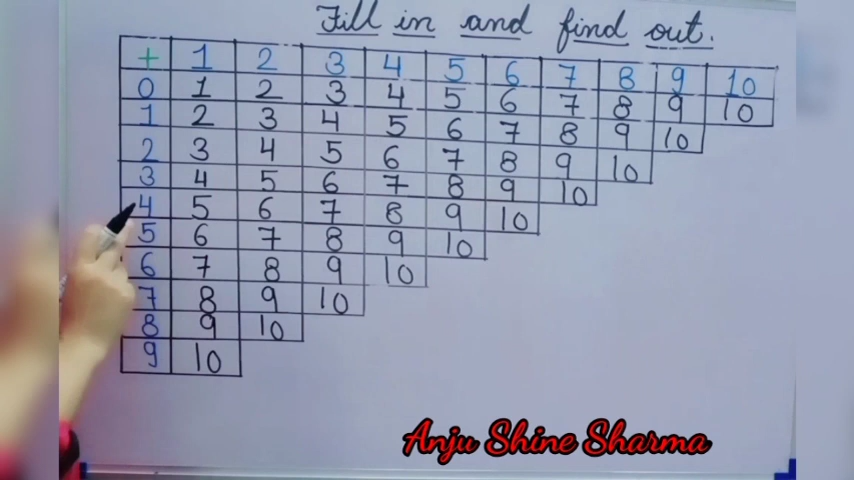 Fill in and find out.
+ 1 2 3 4 5 6 7 8 9 10
0 1 2 3 4 5 6 7 8 9 10
1 2 3 4 5 6 7 8 9 10
2 3 4 5 6 7 8 9 10
3 4 5 6 7 8 9 10
4 5 6 7 8 9 10
5 6 7 8 9 10
6 7 8 9 10
7 8 9 10
8 9 10
9 10
Anju Shine Sharma